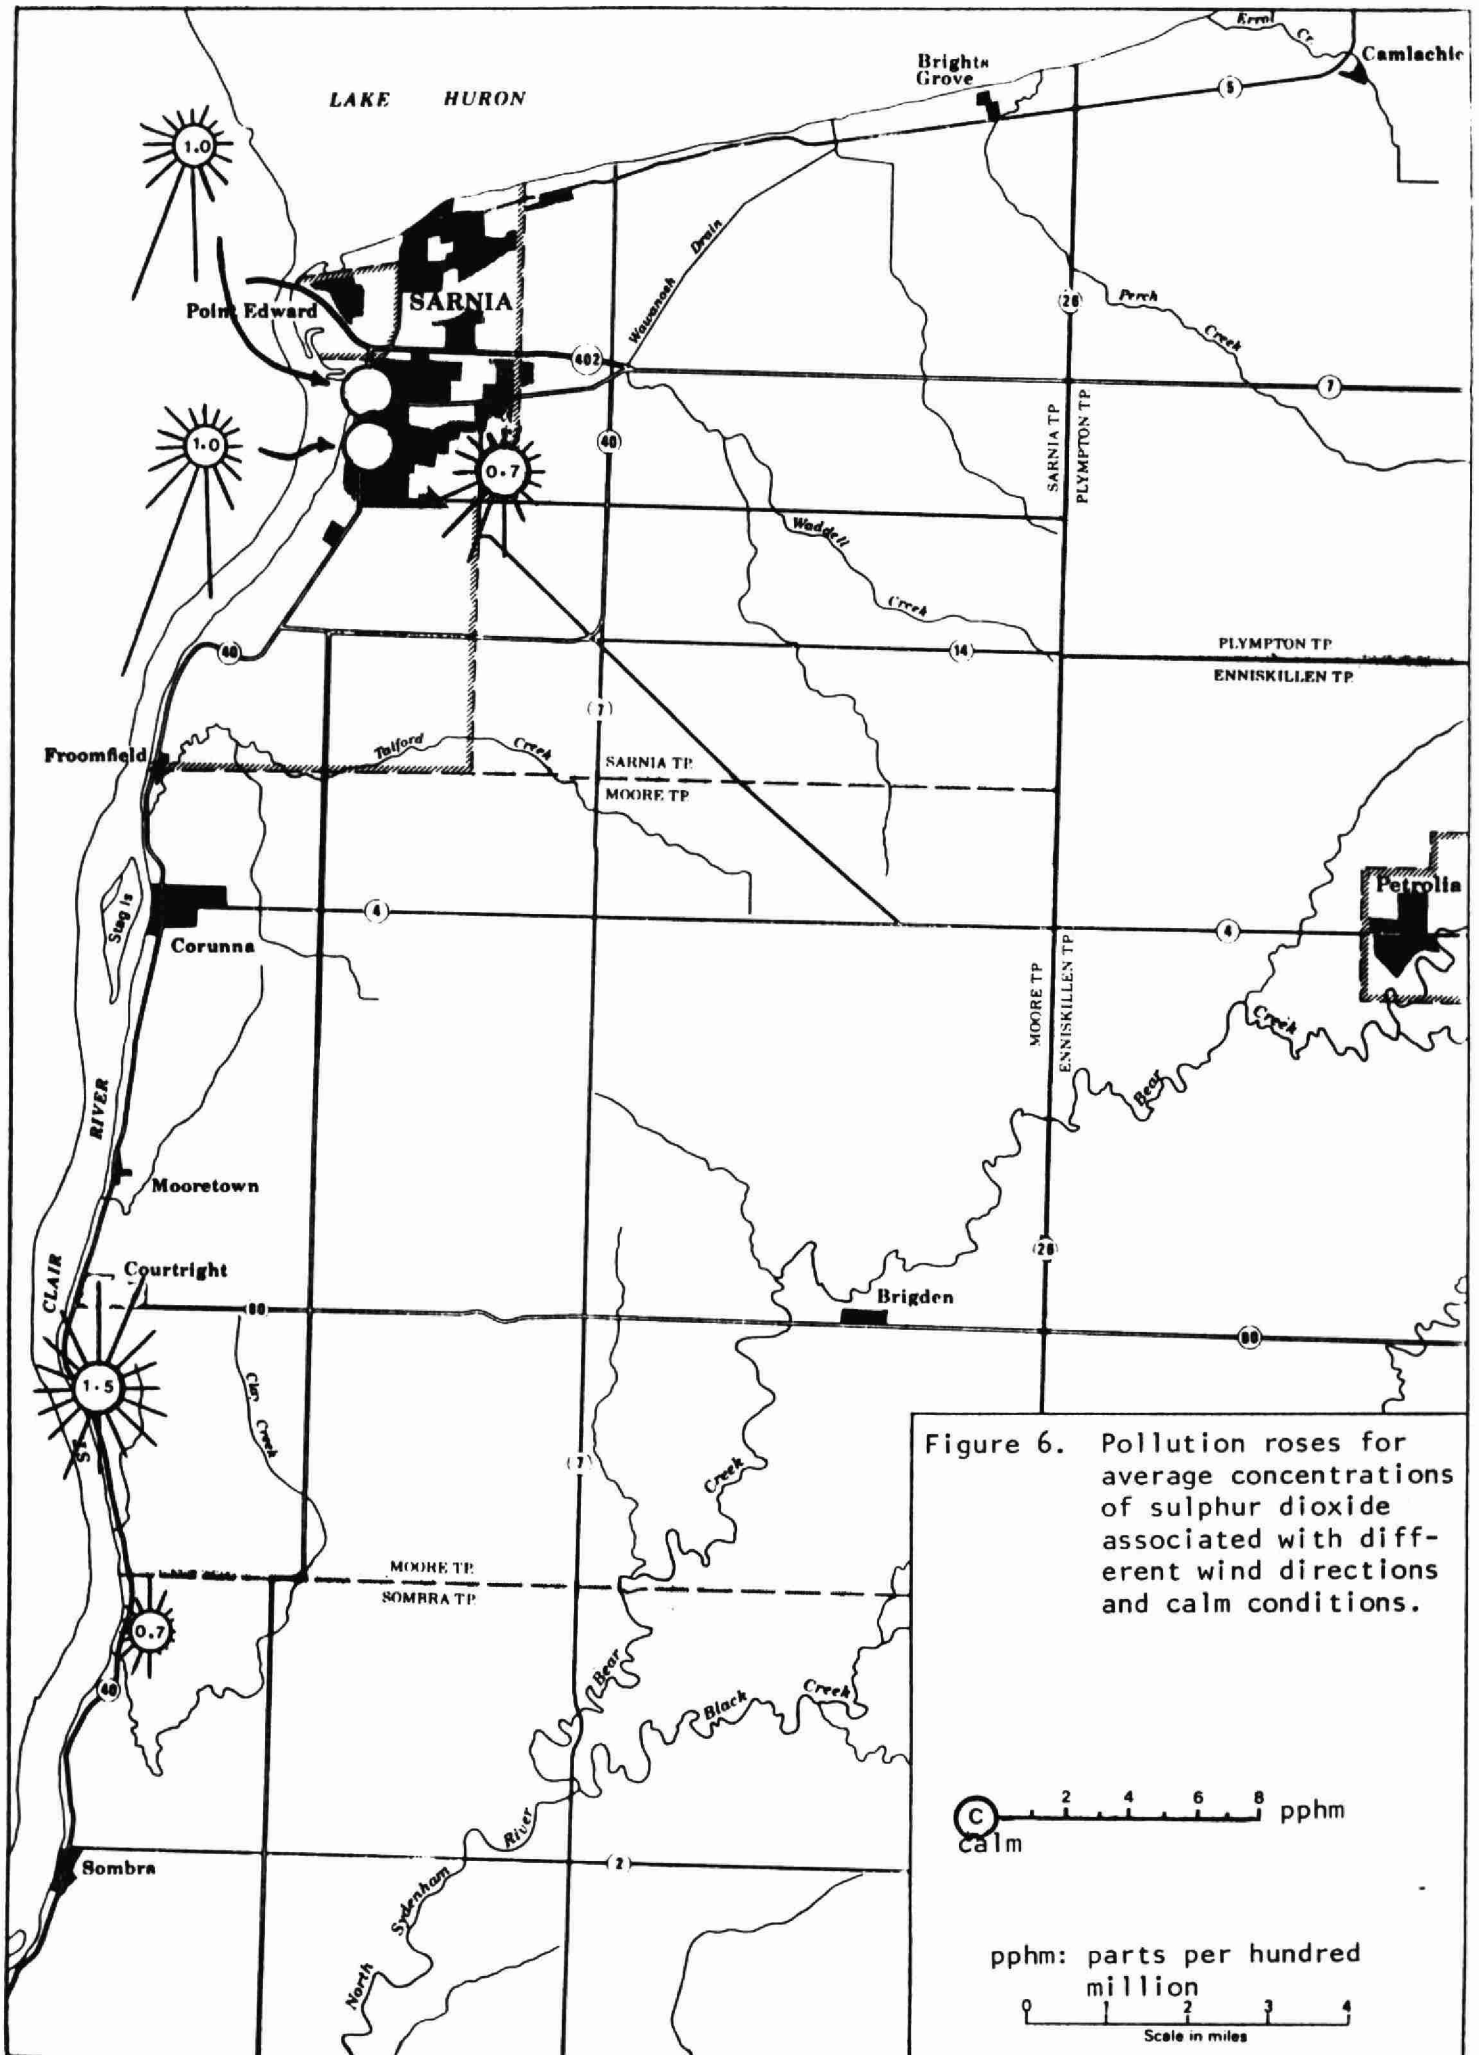 Errol Cr.
Camlachie
Brights
Grove
LAKE HURON
5
1.0
Wawanosh Drain
Perch Creek
28
Point Edward
SARNIA
402
7
SARNIA TP.
PLYMPTON TP.
1.0
40
0.7
Waddell Creek
40
14
PLYMPTON TP.
ENNISKILLEN TP.
(7)
Froomfield
Talford Creek
SARNIA TP.
MOORE TP.
Petrolia
Stag Is
4
4
Corunna
MOORE TP.
ENNISKILLEN TP.
Bear Creek
ST. CLAIR RIVER
Mooretown
28
Courtright
80
Brigden
80
1.5
Clay Creek
(7)
Creek
Figure 6. Pollution roses for
average concentrations
of sulphur dioxide
associated with diff-
erent wind directions
and calm conditions.
MOORE TP.
SOMBRA TP.
0.7
40
Bear
Black Creek
2 4 6 8 pphm
C
calm
Sombra
2
North Sydenham River
pphm: parts per hundred
million
0 1 2 3 4
Scale in miles